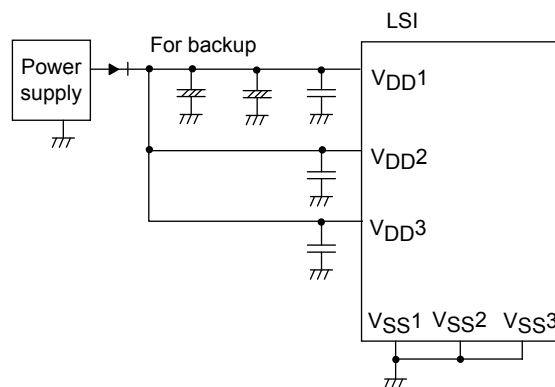 LSI
For backup
Power
supply
VDD1
VDD2
VDD3
VSS1 VSS2 VSS3